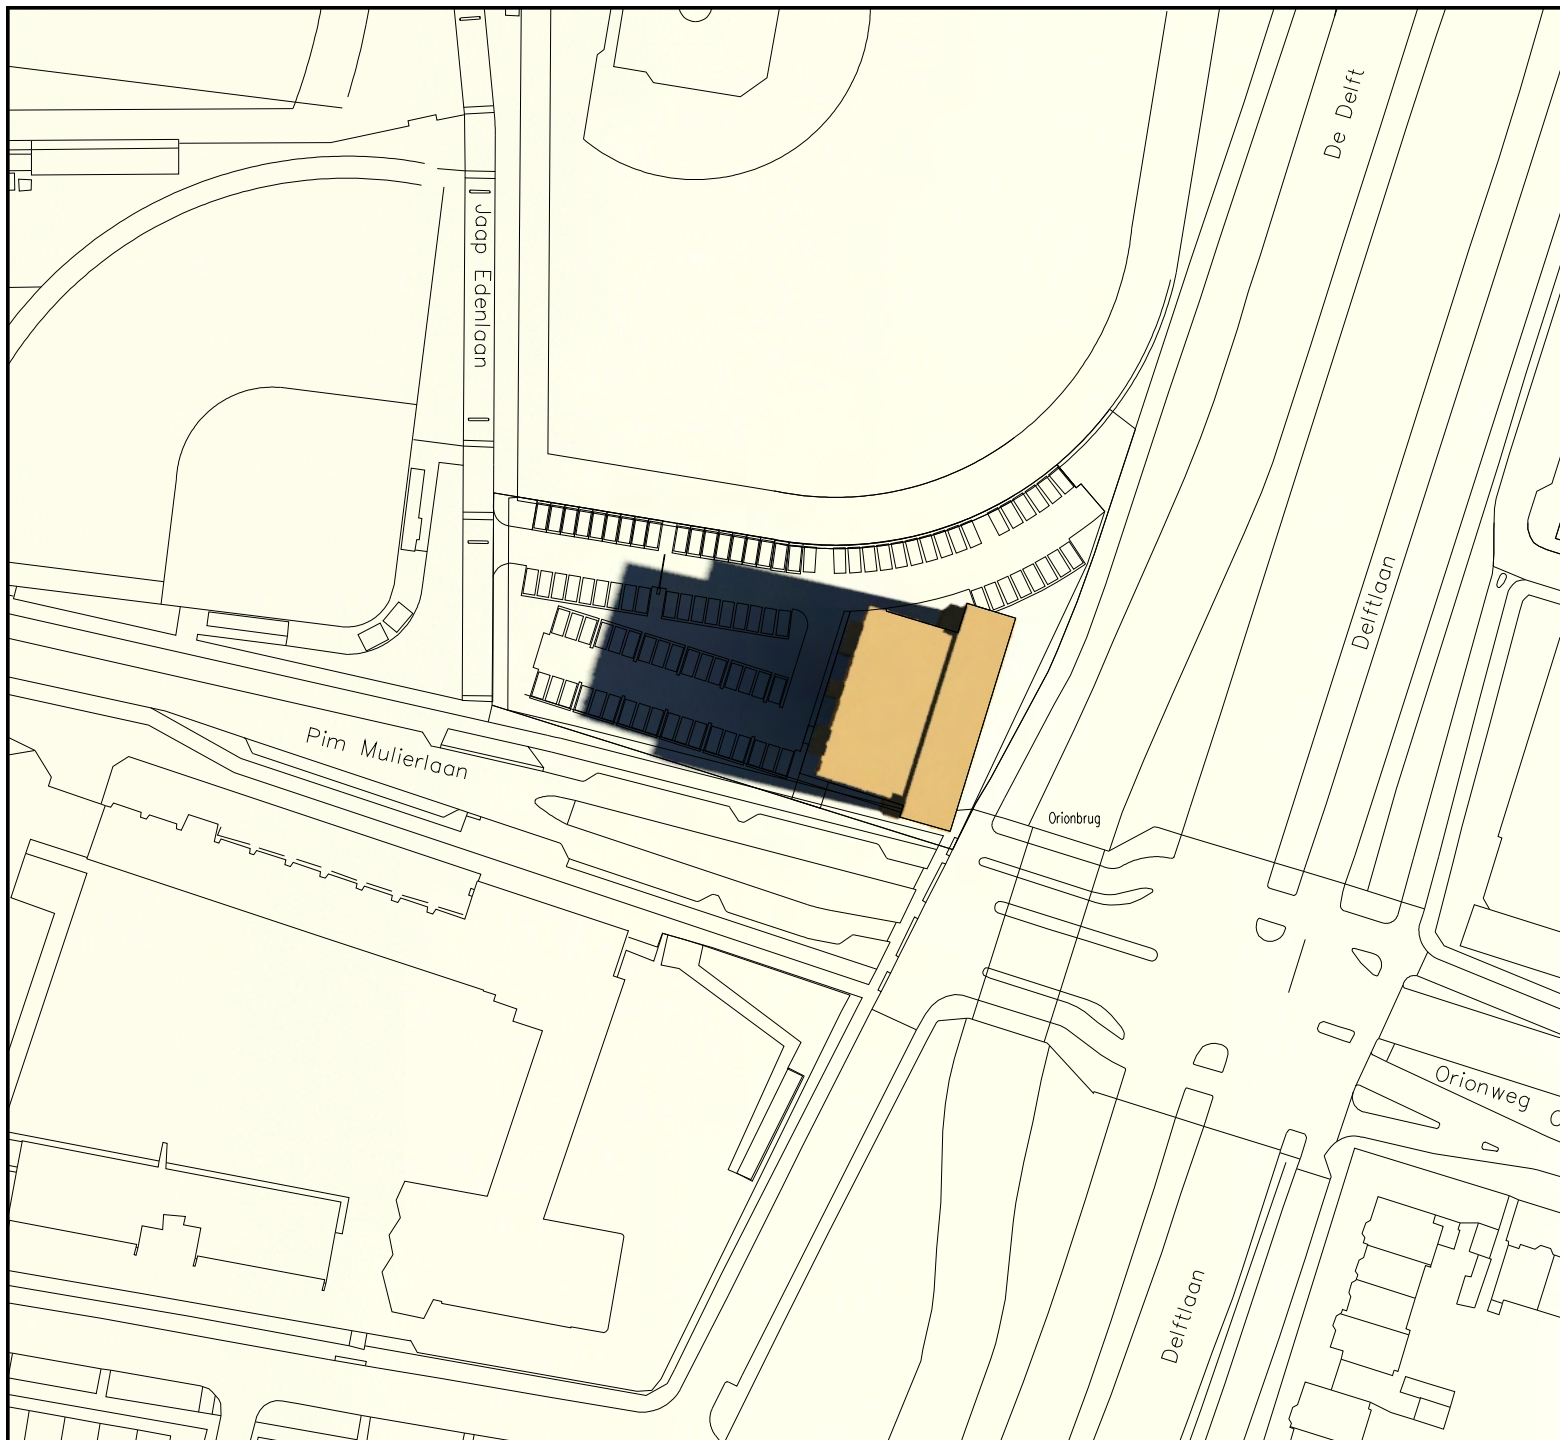 De Delft
Jaap Edenlaan
Delftlaan
Pim Mulierlaan
Orionbrug
Orionweg
Delftlaan